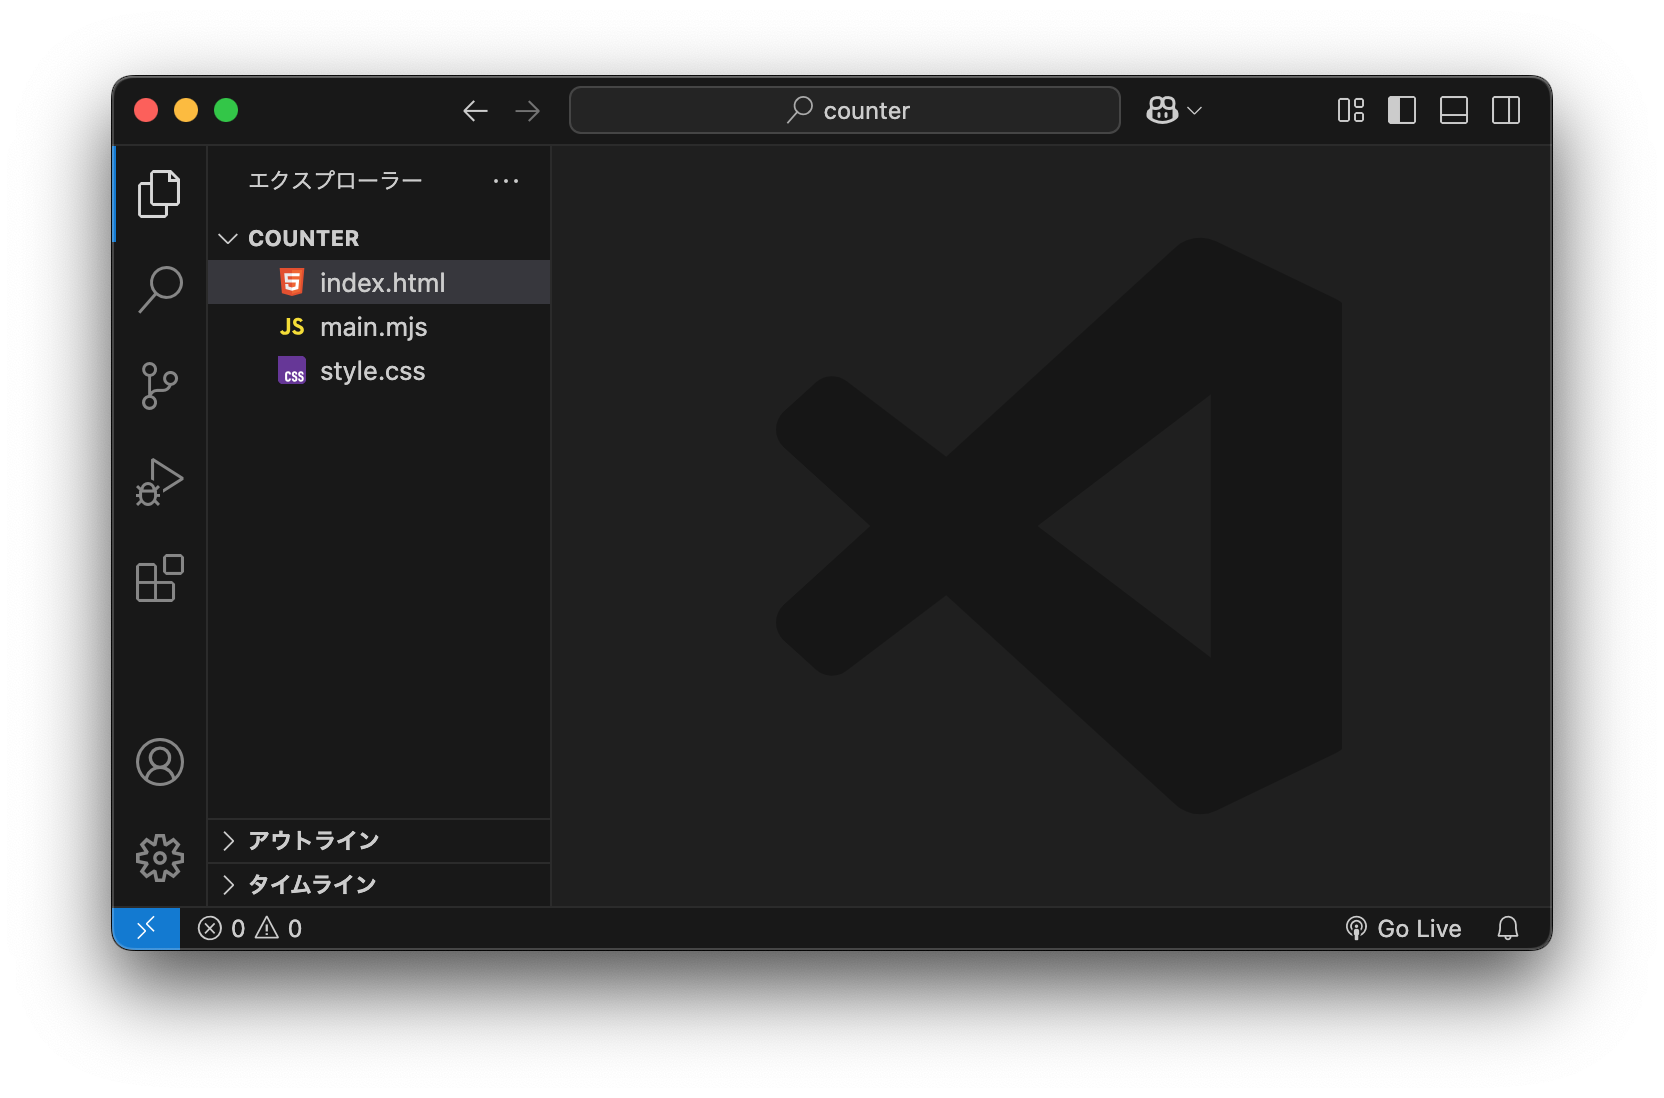 counter
エクスプローラー
COUNTER
index.html
JS main.mjs
CSS style.css
アウトライン
タイムライン
0 0
Go Live